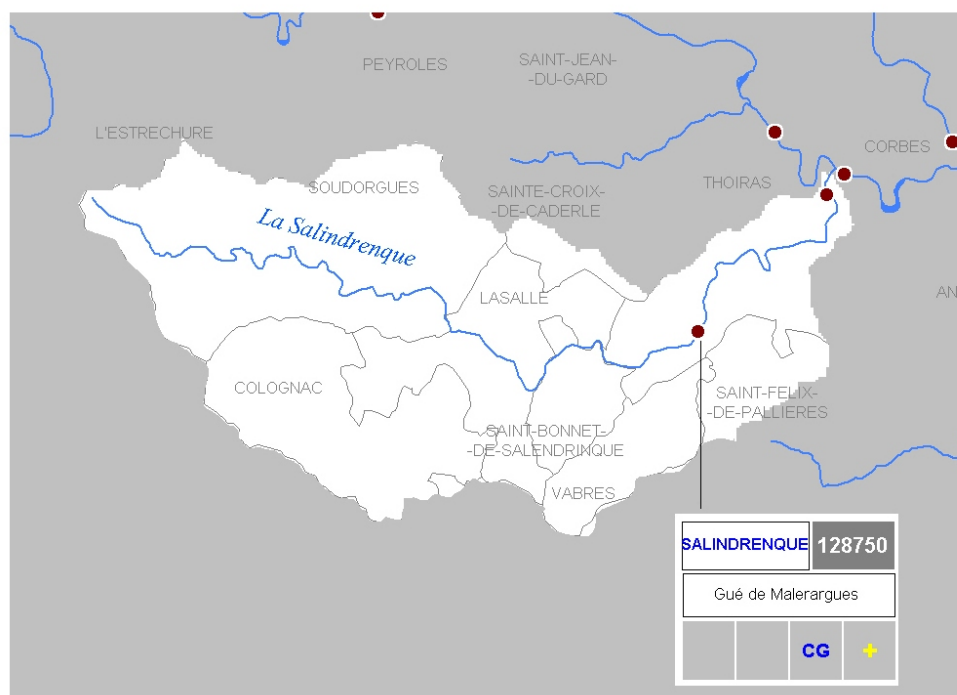 PEYROLES
SAINT-JEAN-
-DU-GARD
L'ESTRECHURE
CORBES
SOUDORGUES
SAINTE-CROIX-
-DE-CADERLE
THOIRAS
La Salindrenque
AN
LASALLE
COLOGNAC
SAINT-FELIX-
-DE-PALLIERES
SAINT-BONNET-
-DE-SALENDRINQUE
VABRES
SALINDRENQUE 128750
Gué de Malerargues
CG +